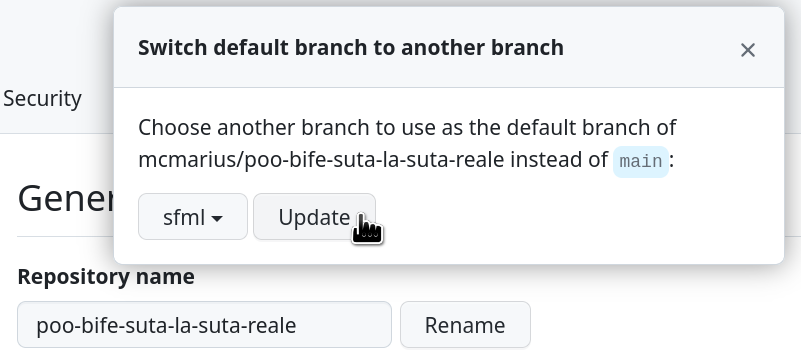 Switch default branch to another branch
Security
Choose another branch to use as the default branch of
mcmarius/poo-bife-suta-la-suta-reale instead of main:
sfml
Update
Gener
Repository name
poo-bife-suta-la-suta-reale
Rename